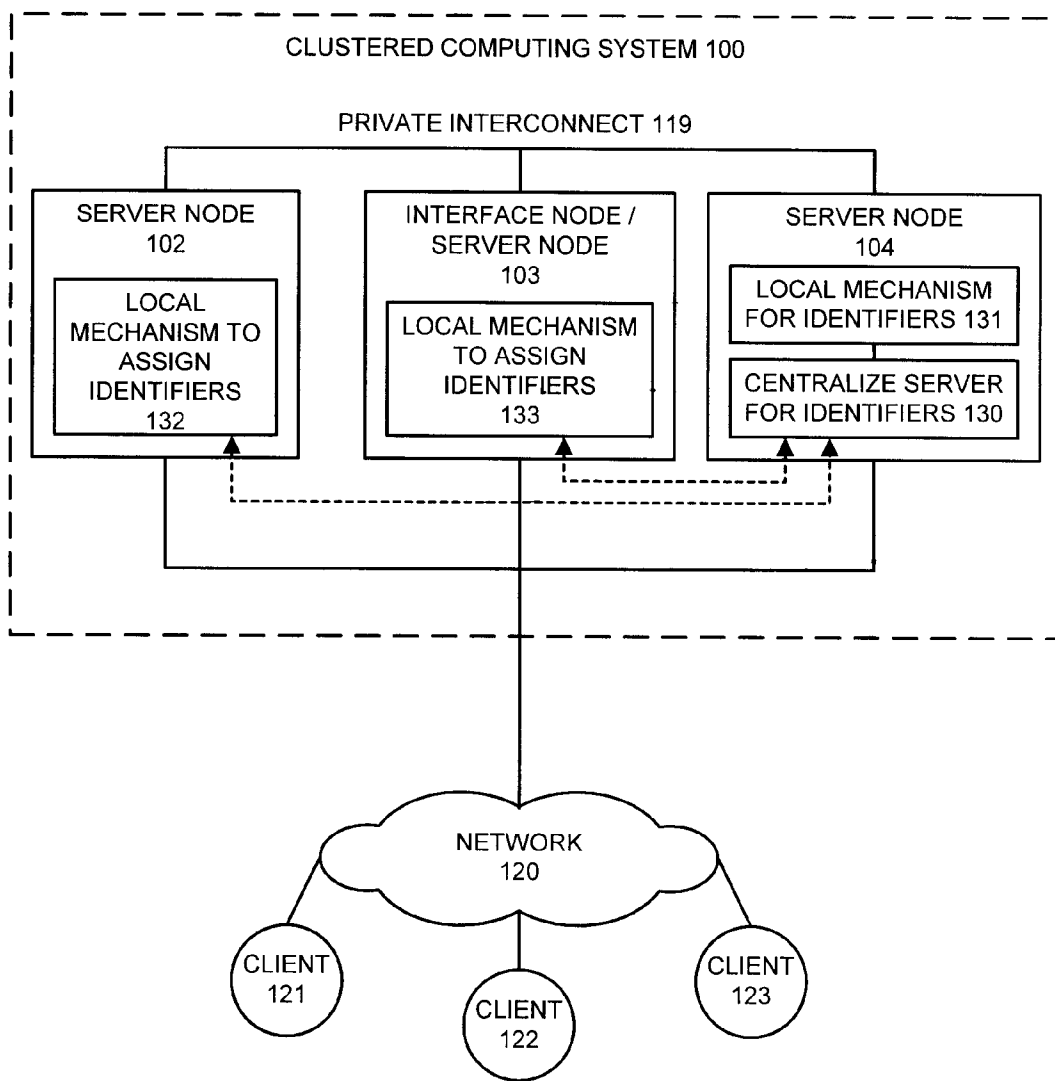 CLUSTERED COMPUTING SYSTEM 100
PRIVATE INTERCONNECT 119
SERVER NODE
102
LOCAL
MECHANISM TO
ASSIGN
IDENTIFIERS
132
INTERFACE NODE /
SERVER NODE
103
LOCAL MECHANISM
TO ASSIGN
IDENTIFIERS
133
SERVER NODE
104
LOCAL MECHANISM
FOR IDENTIFIERS 131
CENTRALIZE SERVER
FOR IDENTIFIERS 130
NETWORK
120
CLIENT
121
CLIENT
122
CLIENT
123